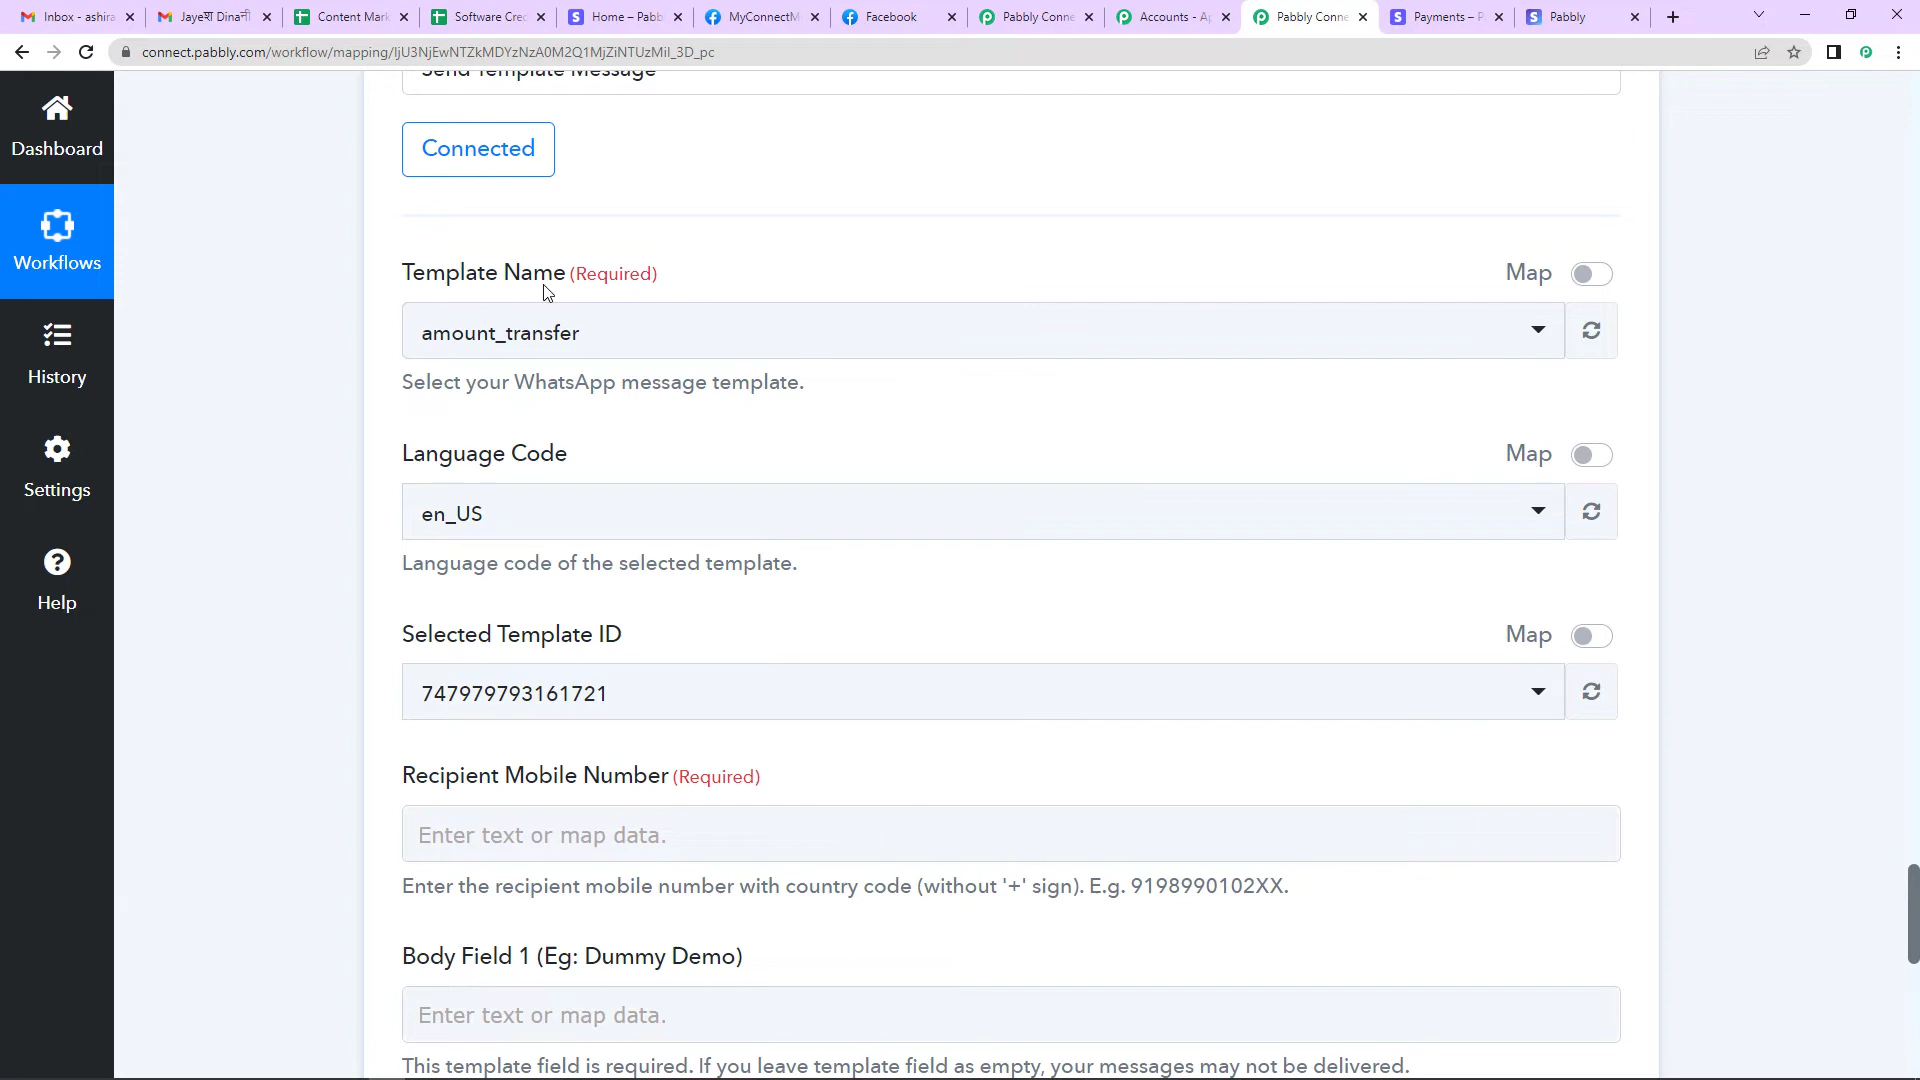 Inbox - ashira
Jayeश Dinaनी
Content Mark
Software Crec
Home – Pabb
MyConnectM
Facebook
Pabbly Conne
Accounts - Ap
Pabbly Conne
Payments – P
Pabbly
connect.pabbly.com/workflow/mapping/IjU3NjEwNTZkMDYzNzA0M2Q1MjZiNTUzMiI_3D_pc
Send Template Message
Dashboard
Workflows
History
Settings
Help
Connected
Template Name (Required)
Map
amount_transfer
Select your WhatsApp message template.
Language Code
Map
en_US
Language code of the selected template.
Selected Template ID
Map
747979793161721
Recipient Mobile Number (Required)
Enter text or map data.
Enter the recipient mobile number with country code (without '+' sign). E.g. 9198990102XX.
Body Field 1 (Eg: Dummy Demo)
Enter text or map data.
This template field is required. If you leave template field as empty, your messages may not be delivered.